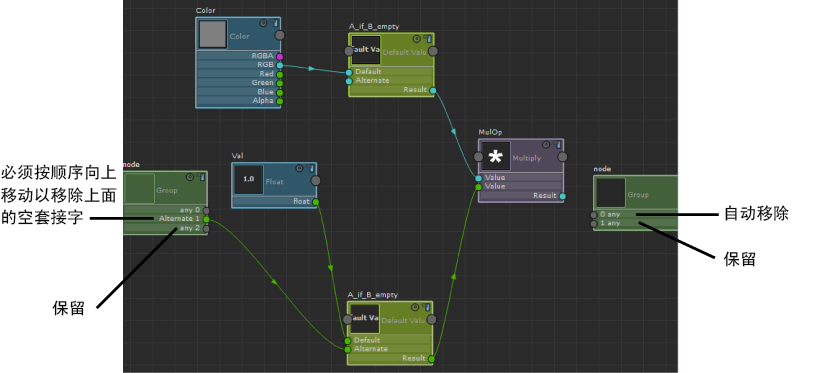 Color
Color
RGBA
RGB
Red
Green
Blue
Alpha
A_if_B_empty
fault Va
Default Valu
Default
Alternate
Result
必须按顺序向上
移动以移除上面
的空套接字
node
Group
any 0
Alternate 1
any 2
保留
Val
1.0
Float
float
MulOp
*
Multiply
Value
Value
Result
node
Group
0 any
1 any
自动移除
保留
A_if_B_empty
fault Va
Default Valu
Default
Alternate
Result